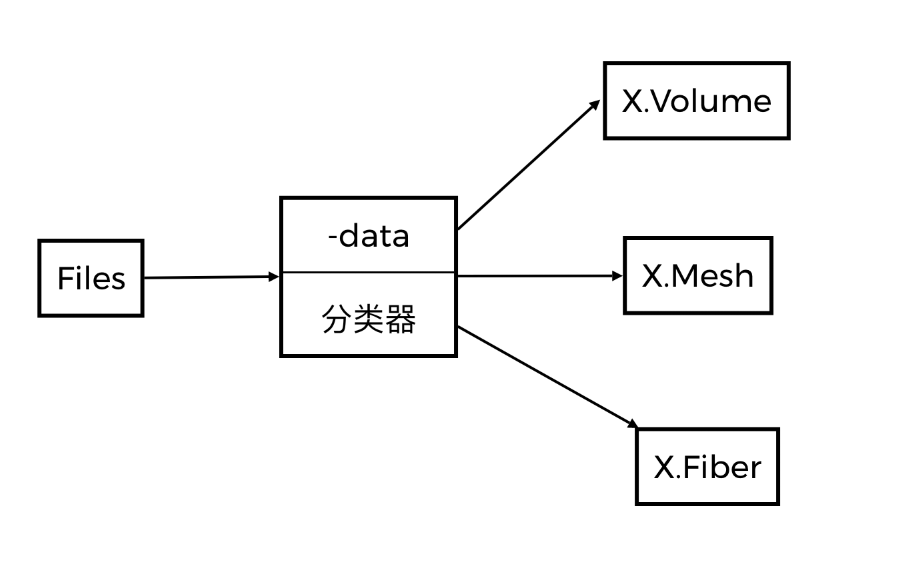 X.Volume
-data
Files
X.Mesh
分类器
X.Fiber